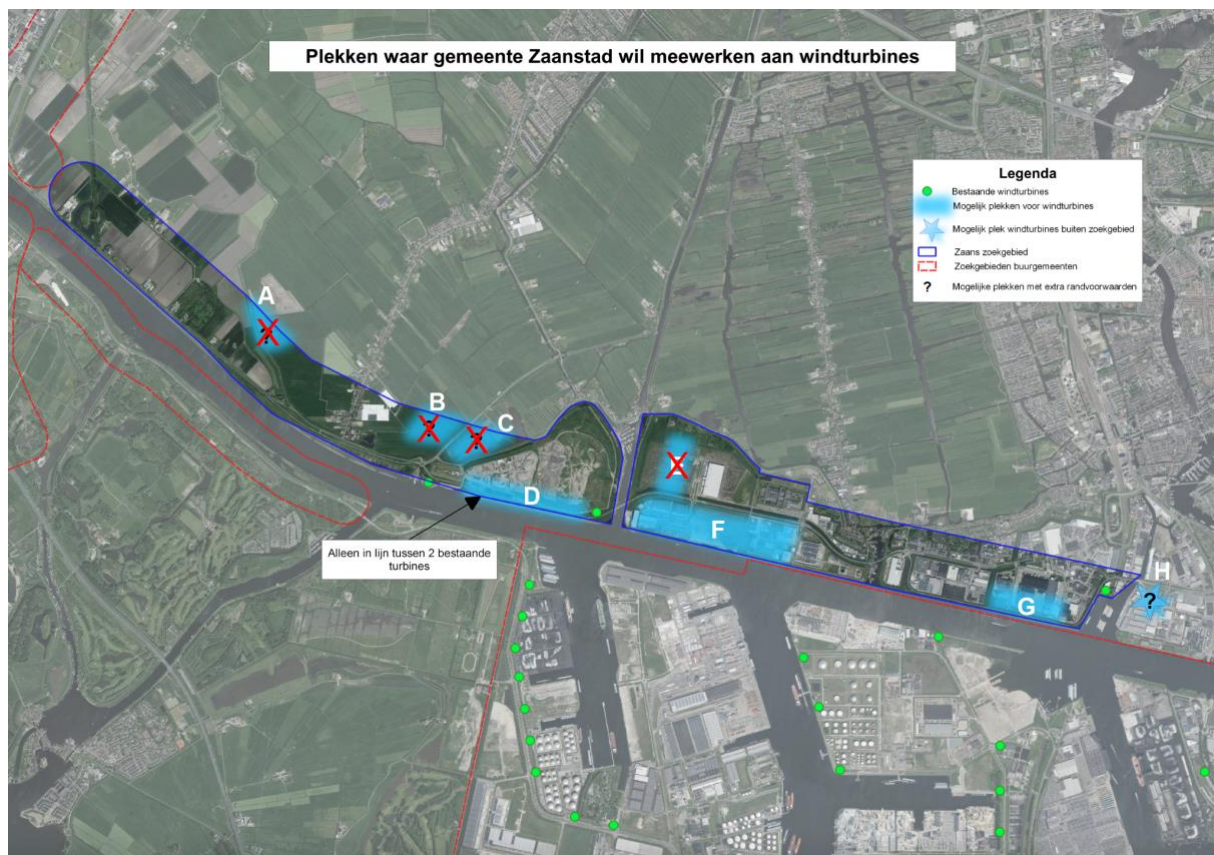 Plekken waar gemeente Zaanstad wil meewerken aan windturbines
Legenda
Bestaande windturbines
Mogelijk plekken voor windturbines
Mogelijk plek windturbines buiten zoekgebied
Zaans zoekgebied
Zoekgebieden buurgemeenten
? Mogelijke plekken met extra randvoorwaarden
A
?
B
?
C
?
D
E
F
G
H
?
Alleen in lijn tussen 2 bestaande
turbines